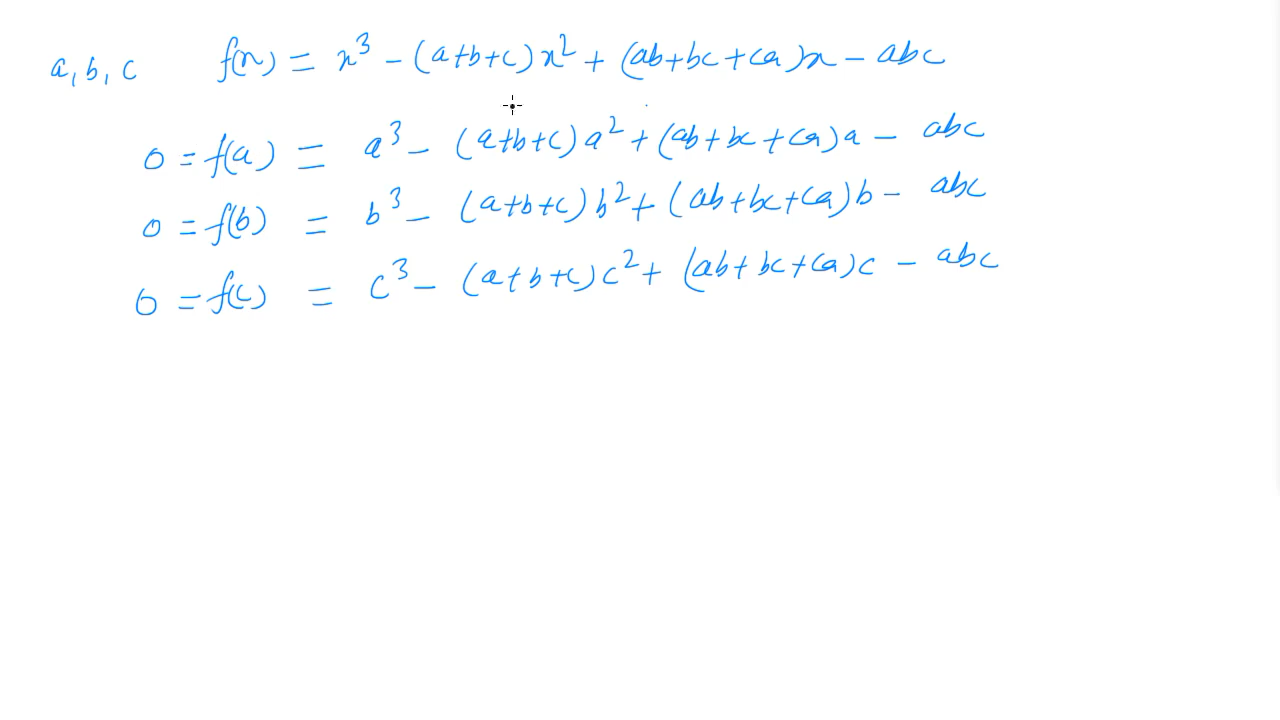 a, b, c f(x) = x³ - (a+b+c)x² + (ab+bc+ca)x - abc
0 = f(a) = a³ - (a+b+c)a² + (ab+bc+ca)a - abc
0 = f(b) = b³ - (a+b+c)b² + (ab+bc+ca)b - abc
0 = f(c) = c³ - (a+b+c)c² + (ab+bc+ca)c - abc